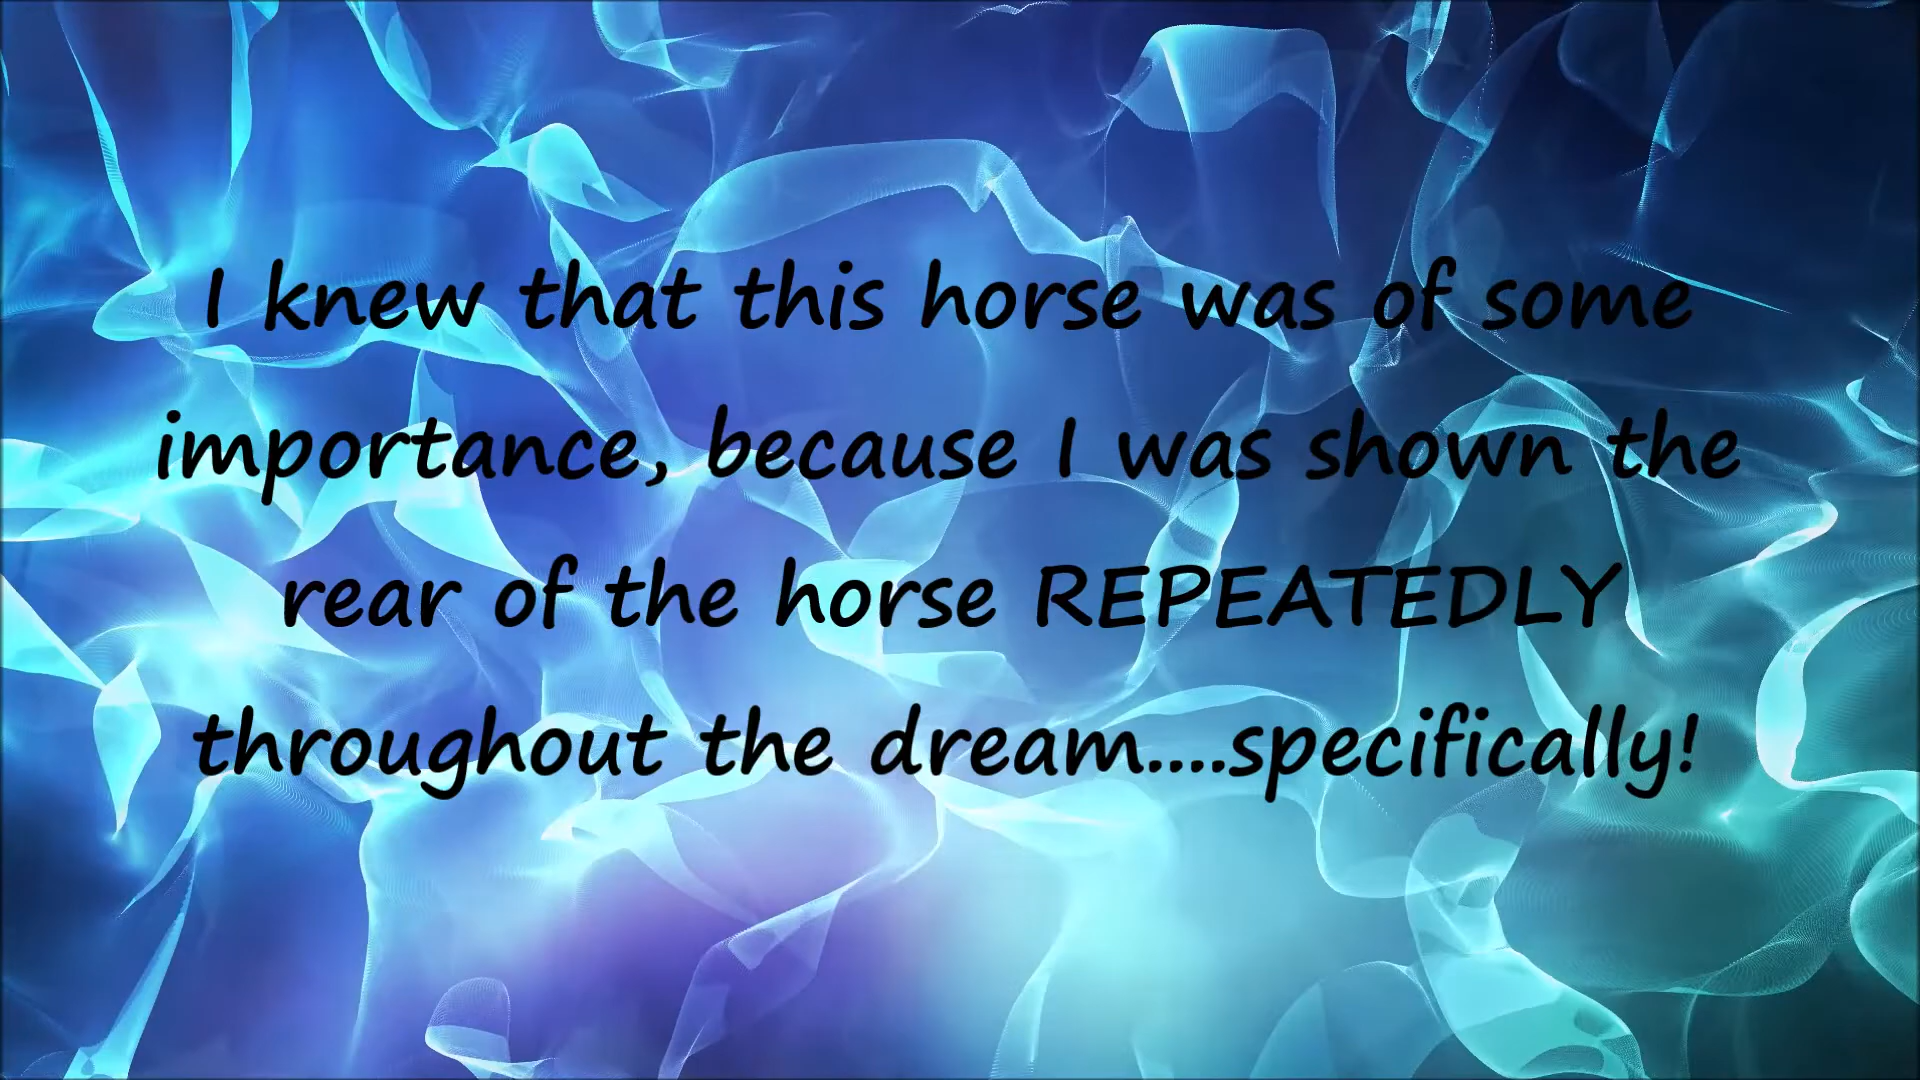 I knew that this horse was of some
importance, because I was shown the
rear of the horse REPEATEDLY
throughout the dream....specifically!